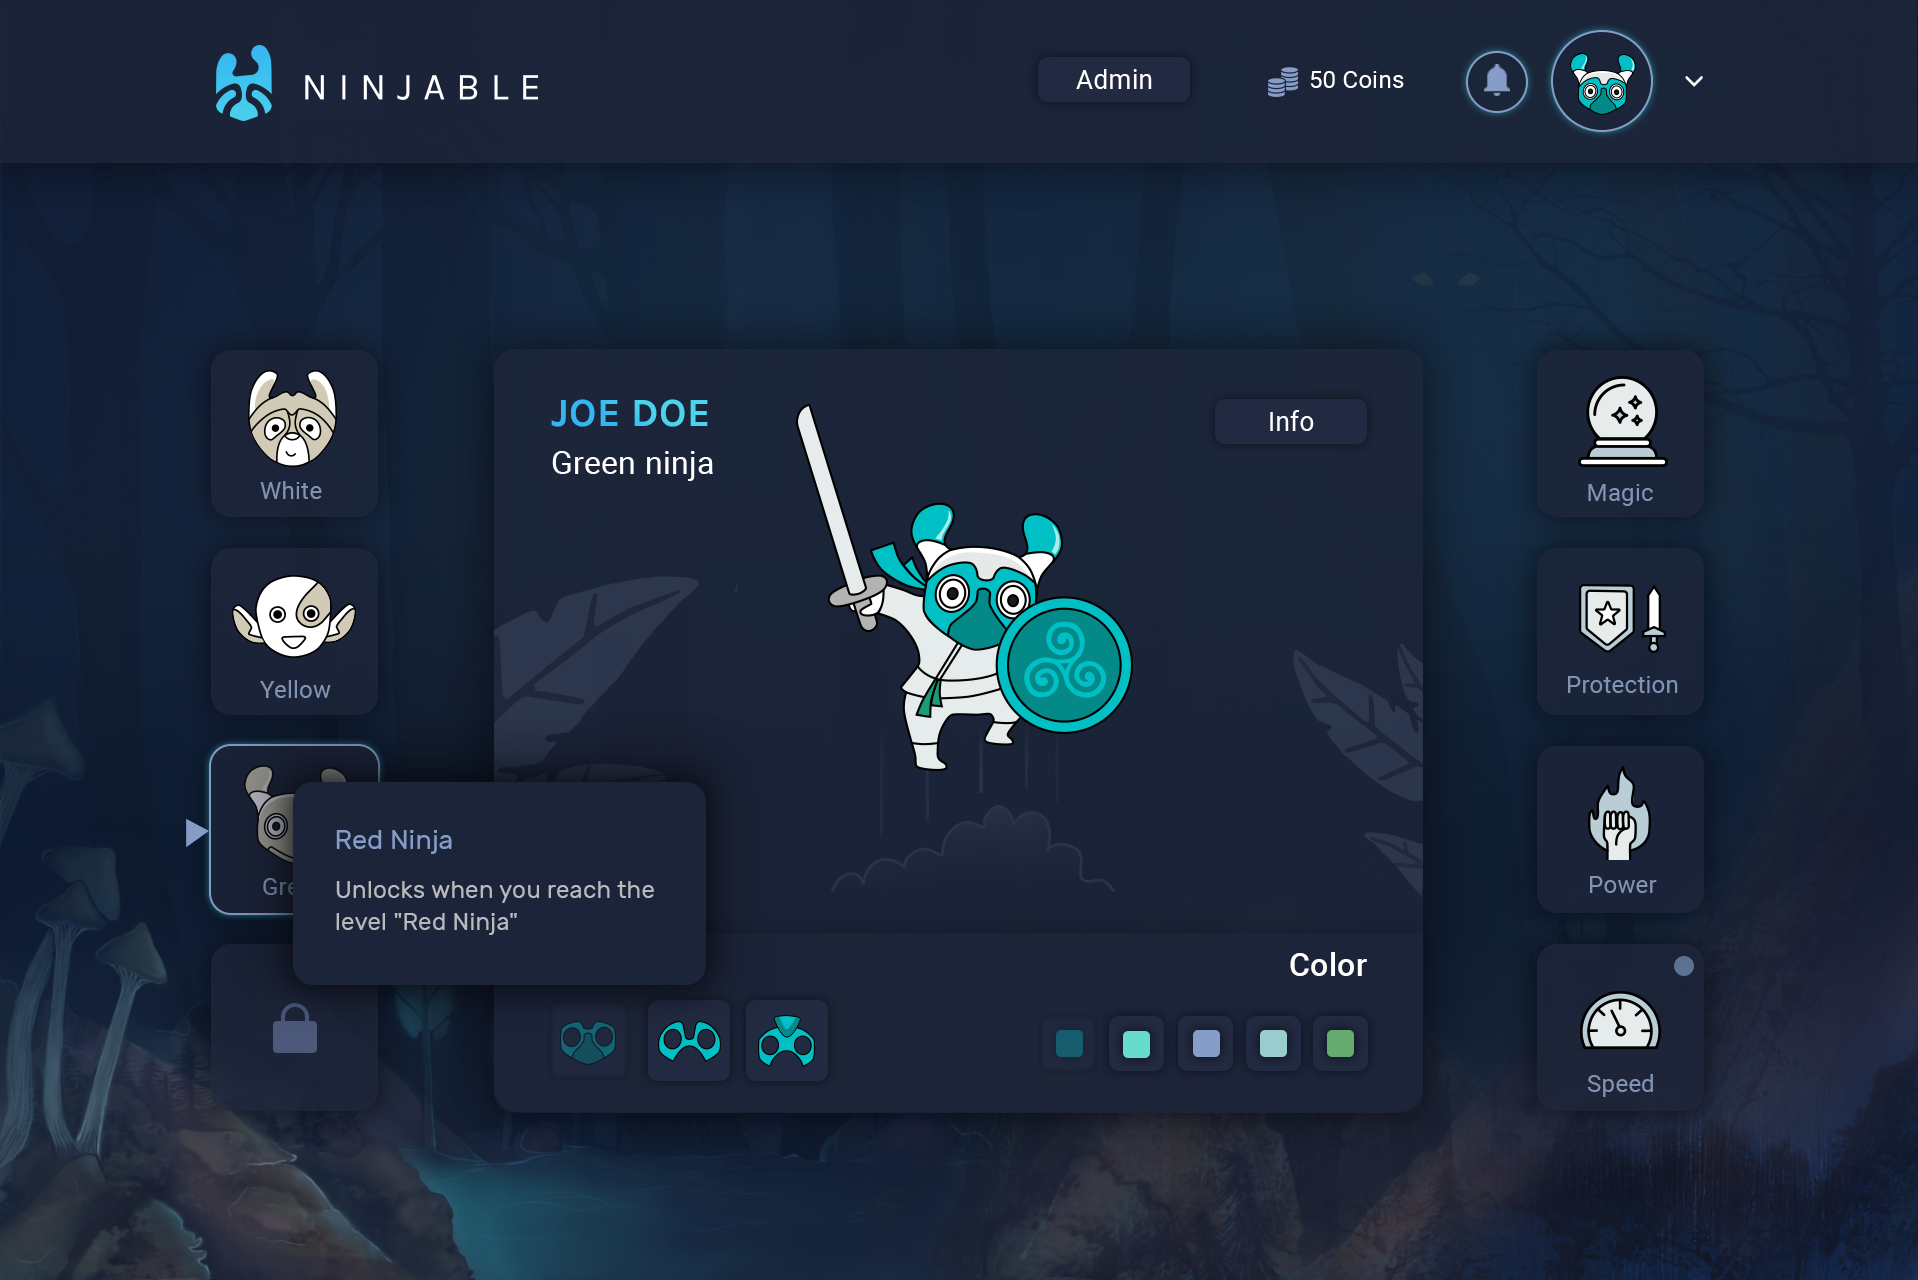 NINJABLE
Admin
50 Coins
White
Yellow
Gre
JOE DOE
Green ninja
Info
Red Ninja
Unlocks when you reach the
level "Red Ninja"
Color
Magic
Protection
Power
Speed